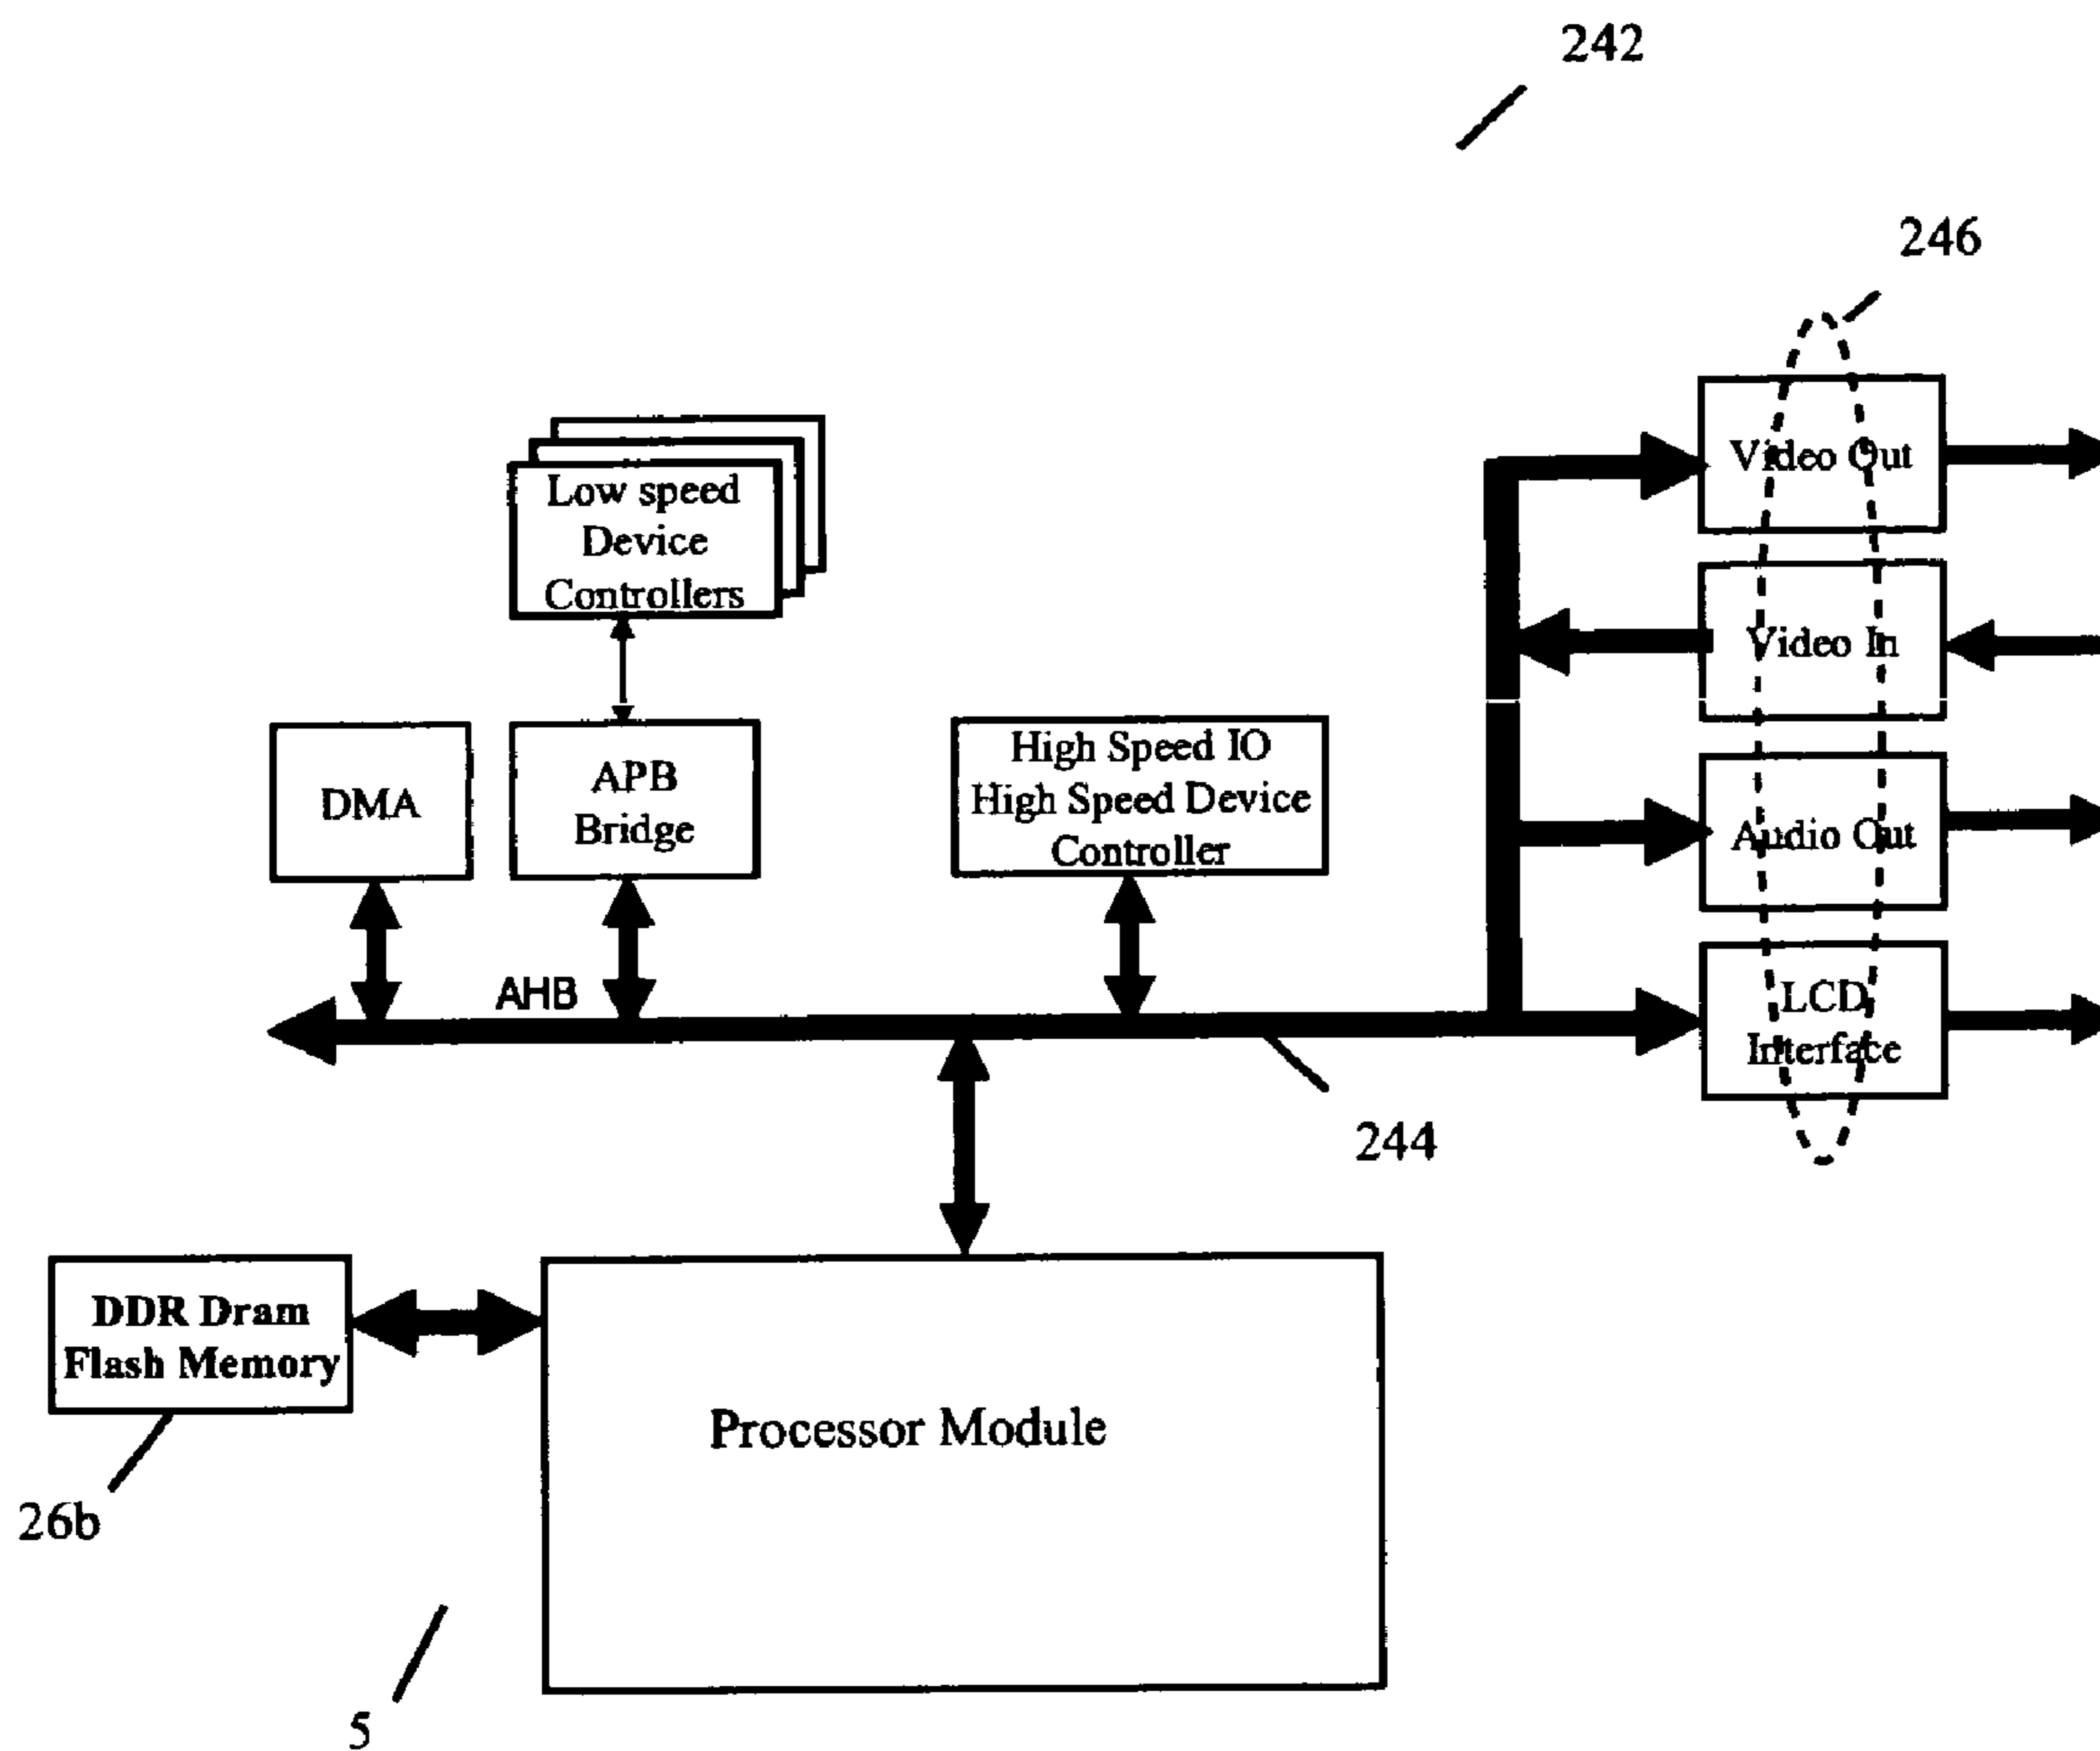 242
246
Video Out
Low speed
Device
Controllers
Video In
DMA
APB
Bridge
High Speed IO
High Speed Device
Controller
Audio Out
AHB
LCD
Interface
244
DDR Dram
Flash Memory
Processor Module
26b
5